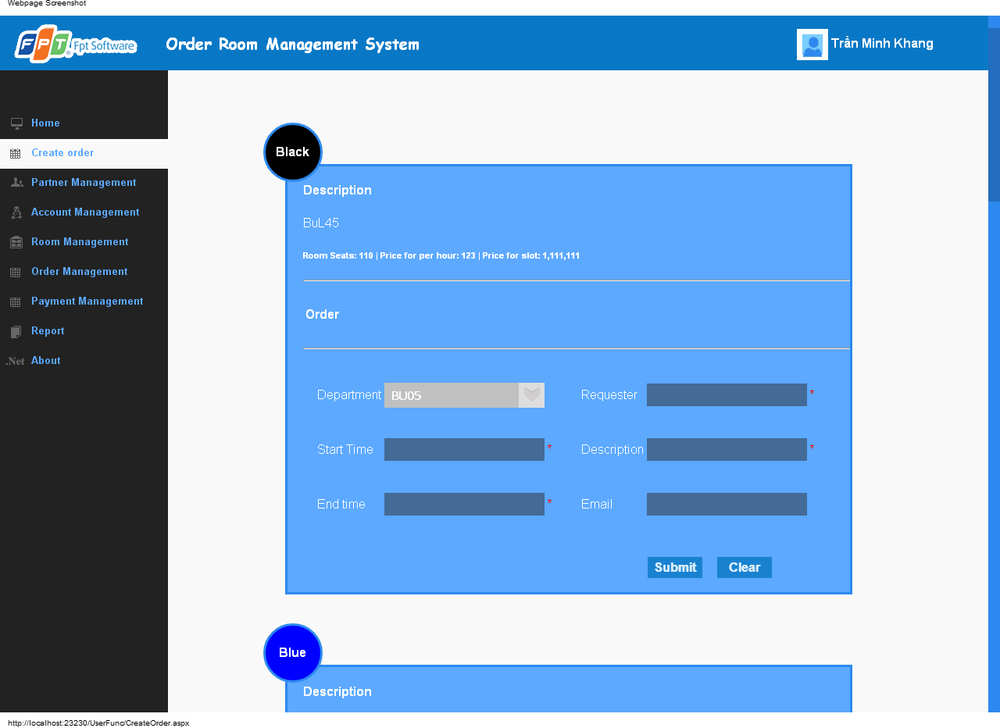 Webpage Screenshot
FPT® Fpt Software
Order Room Management System
Trần Minh Khang
Home
Create order
Partner Management
Account Management
Room Management
Order Management
Payment Management
Report
.Net About
Black
Description
BuL45
Room Seats: 110 | Price for per hour: 123 | Price for slot: 1,111,111
Order
Department BU05 Requester *
Start Time * Description *
End time * Email
Submit Clear
Blue
Description
http://localhost:23230/UserFunc/CreateOrder.aspx